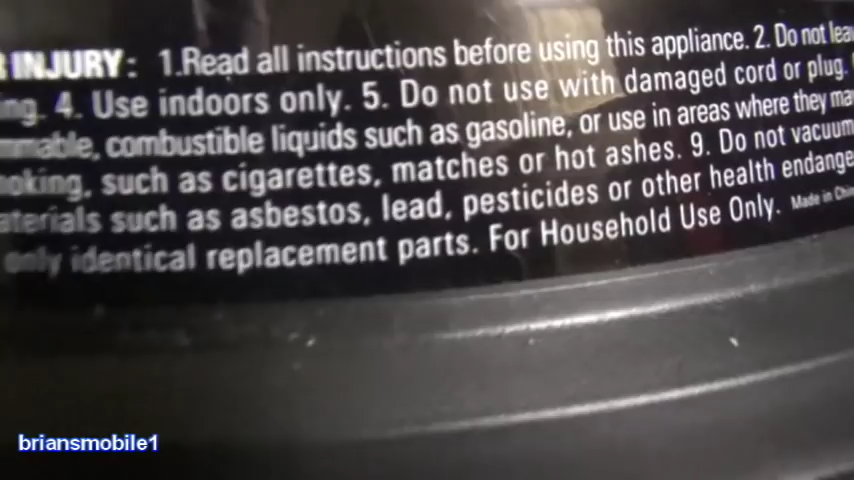 INJURY: 1.Read all instructions before using this appliance. 2. Do not
4. Use indoors only. 5. Do not use with damaged cord or plug.
combustible liquids such as gasoline, or use in areas where they
such as cigarettes, matches or hot ashes. 9. Do not vacuum
such as asbestos, lead, pesticides or other health
only identical replacement parts. For Household Use Only. Made in
briansmobile1